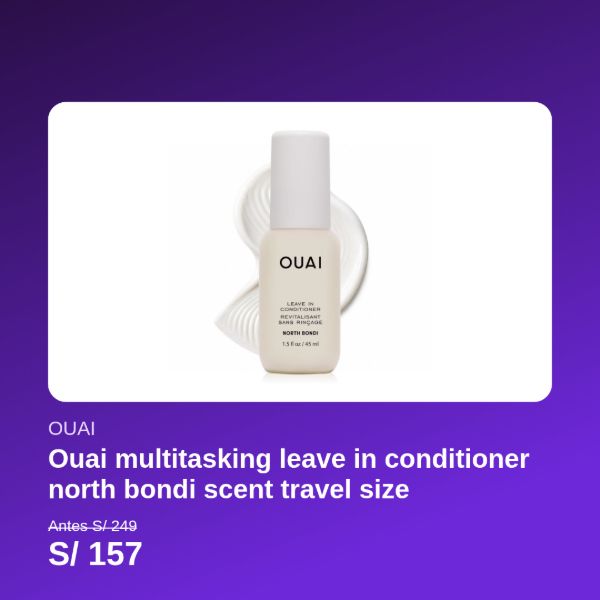 OUAI
LEAVE IN
CONDITIONER
REVITALISANT
SANS RINÇAGE
NORTH BONDI
1.5 fl oz / 45 ml
OUAI
Ouai multitasking leave in conditioner
north bondi scent travel size
Antes S/ 249
S/ 157